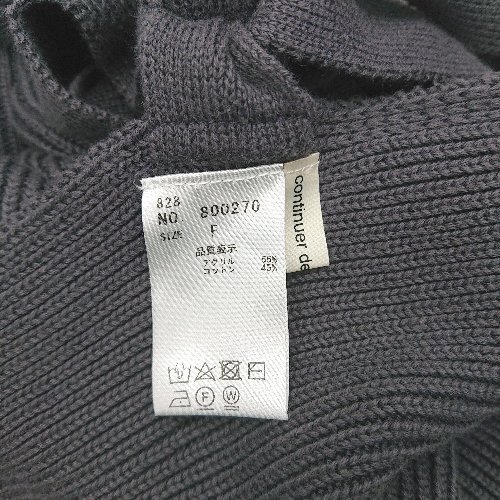 828
NO. 800270
SIZE F
品質表示
アクリル 55%
コットン 45%
F W
continuer de